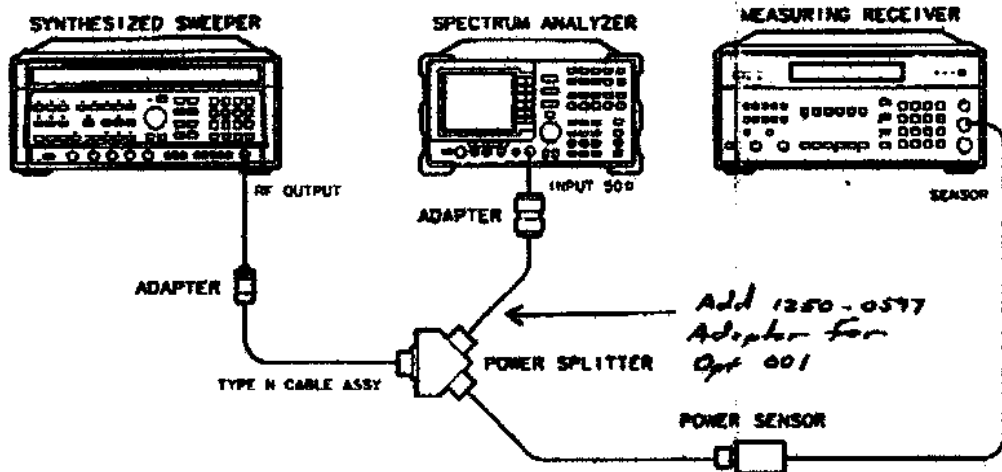 SYNTHESIZED SWEEPER
SPECTRUM ANALYZER
MEASURING RECEIVER
RF OUTPUT
INPUT 50Ω
SENSOR
ADAPTER
ADAPTER
Add 1250-0597
Adapter for
Opt 001
POWER SPLITTER
TYPE N CABLE ASSY
POWER SENSOR